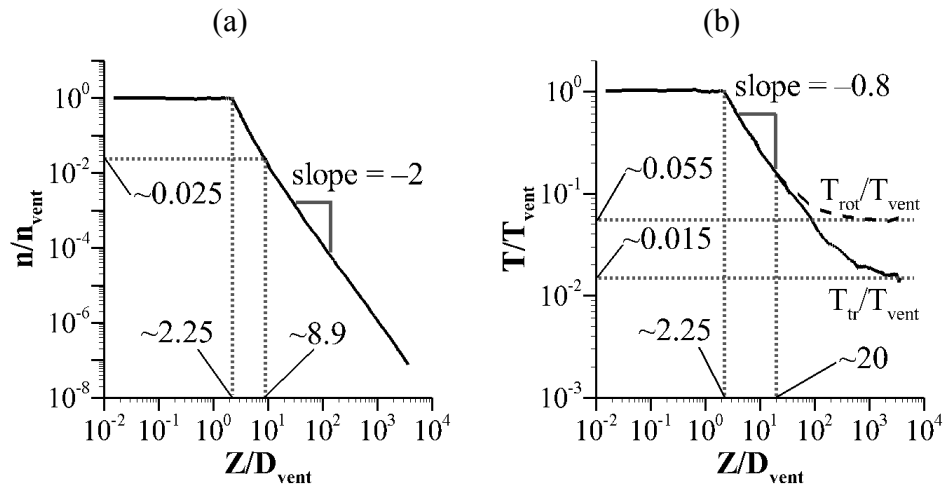 (a)
n/n_vent
10^0
10^-2
10^-4
10^-6
10^-8
~0.025
slope = –2
~2.25
~8.9
10^-2 10^-1 10^0 10^1 10^2 10^3 10^4
Z/D_vent
(b)
T/T_vent
10^0
10^-1
10^-2
10^-3
slope = –0.8
~0.055
T_rot/T_vent
~0.015
T_tr/T_vent
~2.25
~20
10^-2 10^-1 10^0 10^1 10^2 10^3 10^4
Z/D_vent